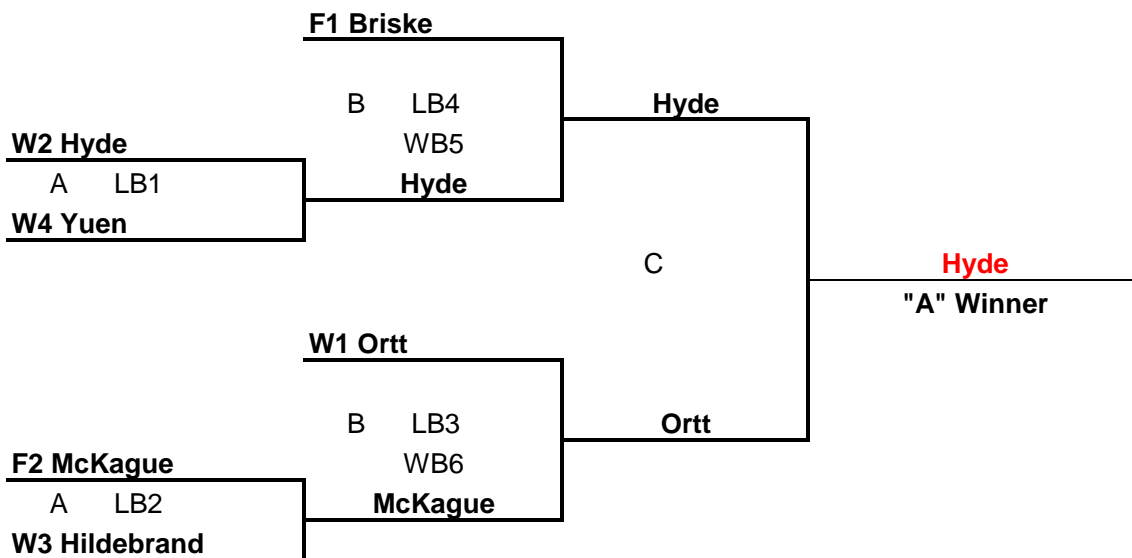 F1 Briske
B LB4
Hyde
W2 Hyde
WB5
A LB1
Hyde
W4 Yuen
C
Hyde
"A" Winner
W1 Ortt
B LB3
Ortt
F2 McKague
WB6
A LB2
McKague
W3 Hildebrand